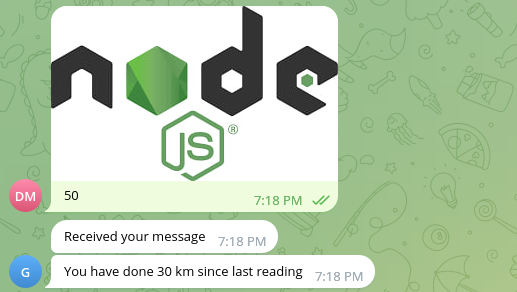 node
JS®
DM
50
7:18 PM
Received your message 7:18 PM
G
You have done 30 km since last reading 7:18 PM